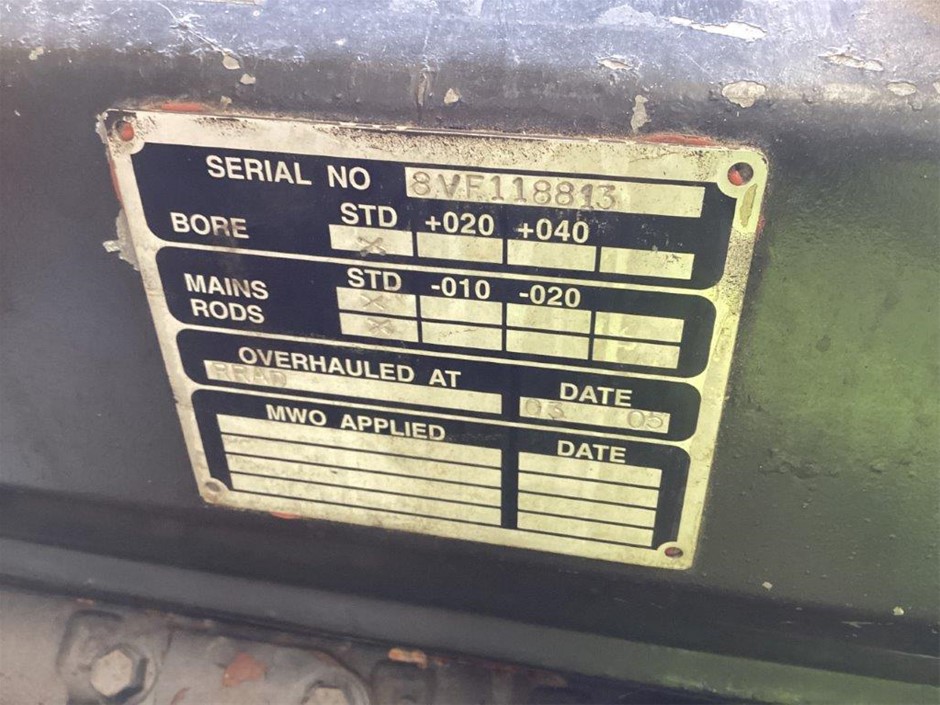 SERIAL NO 8VF118813
STD +020 +040
BORE X
STD -010 -020
MAINS X
RODS X
OVERHAULED AT DATE
RRAD 03 05
MWO APPLIED DATE